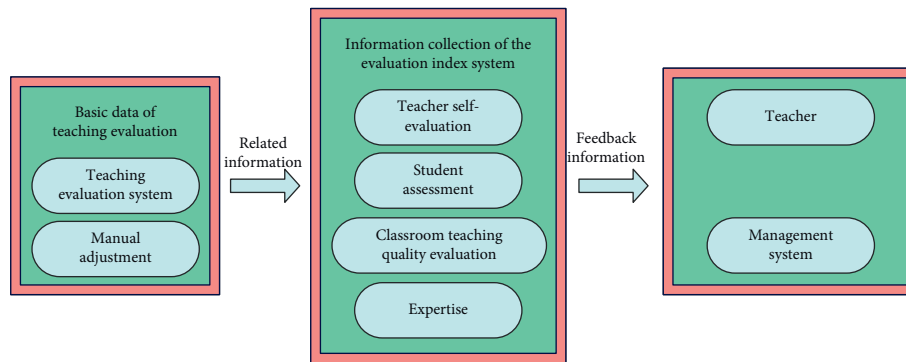 Basic data of
teaching evaluation
Teaching
evaluation system
Manual
adjustment
Related
information
Information collection of the
evaluation index system
Teacher self-
evaluation
Student
assessment
Classroom teaching
quality evaluation
Expertise
Feedback
information
Teacher
Management
system